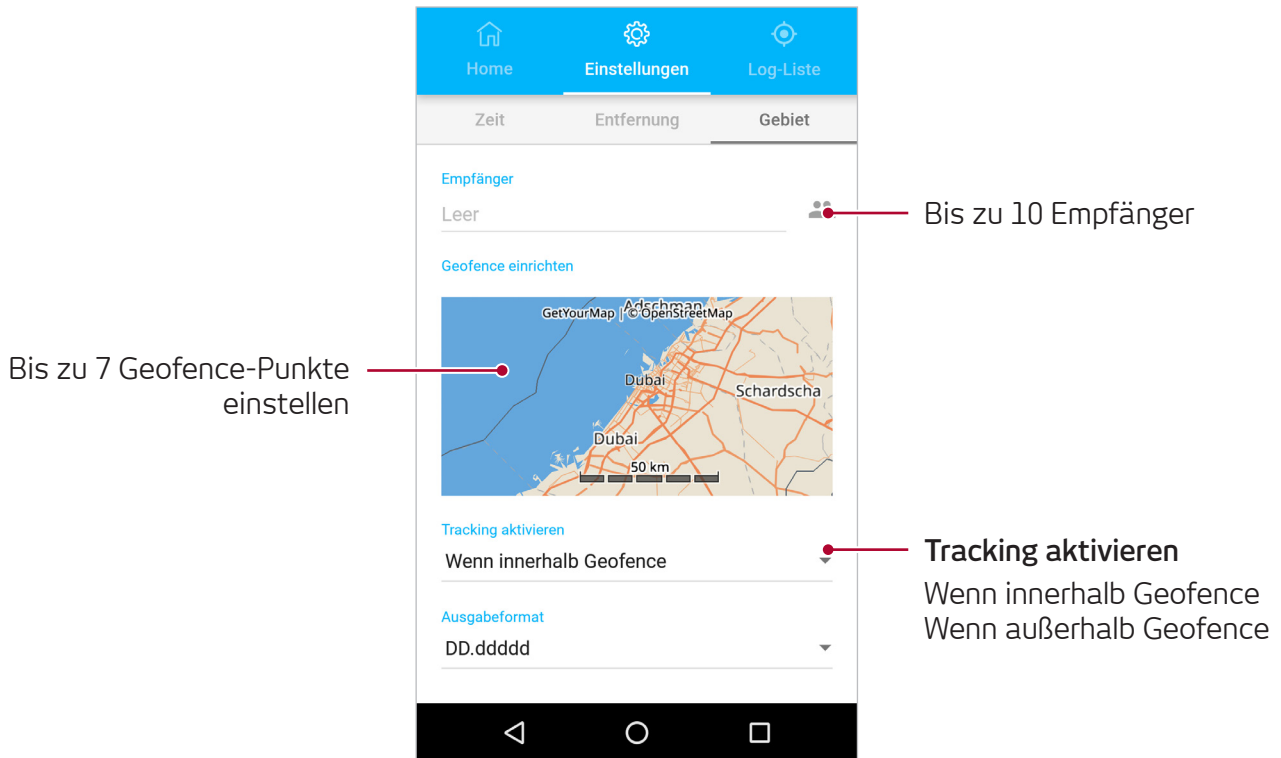 Home
Einstellungen
Log-Liste
Zeit
Entfernung
Gebiet
Empfänger
Leer
Bis zu 10 Empfänger
Geofence einrichten
Adschman
GetYourMap | © OpenStreetMap
Dubai
Schardscha
Dubai
50 km
Bis zu 7 Geofence-Punkte
einstellen
Tracking aktivieren
Wenn innerhalb Geofence
Tracking aktivieren
Wenn innerhalb Geofence
Wenn außerhalb Geofence
Ausgabeformat
DD.ddddd